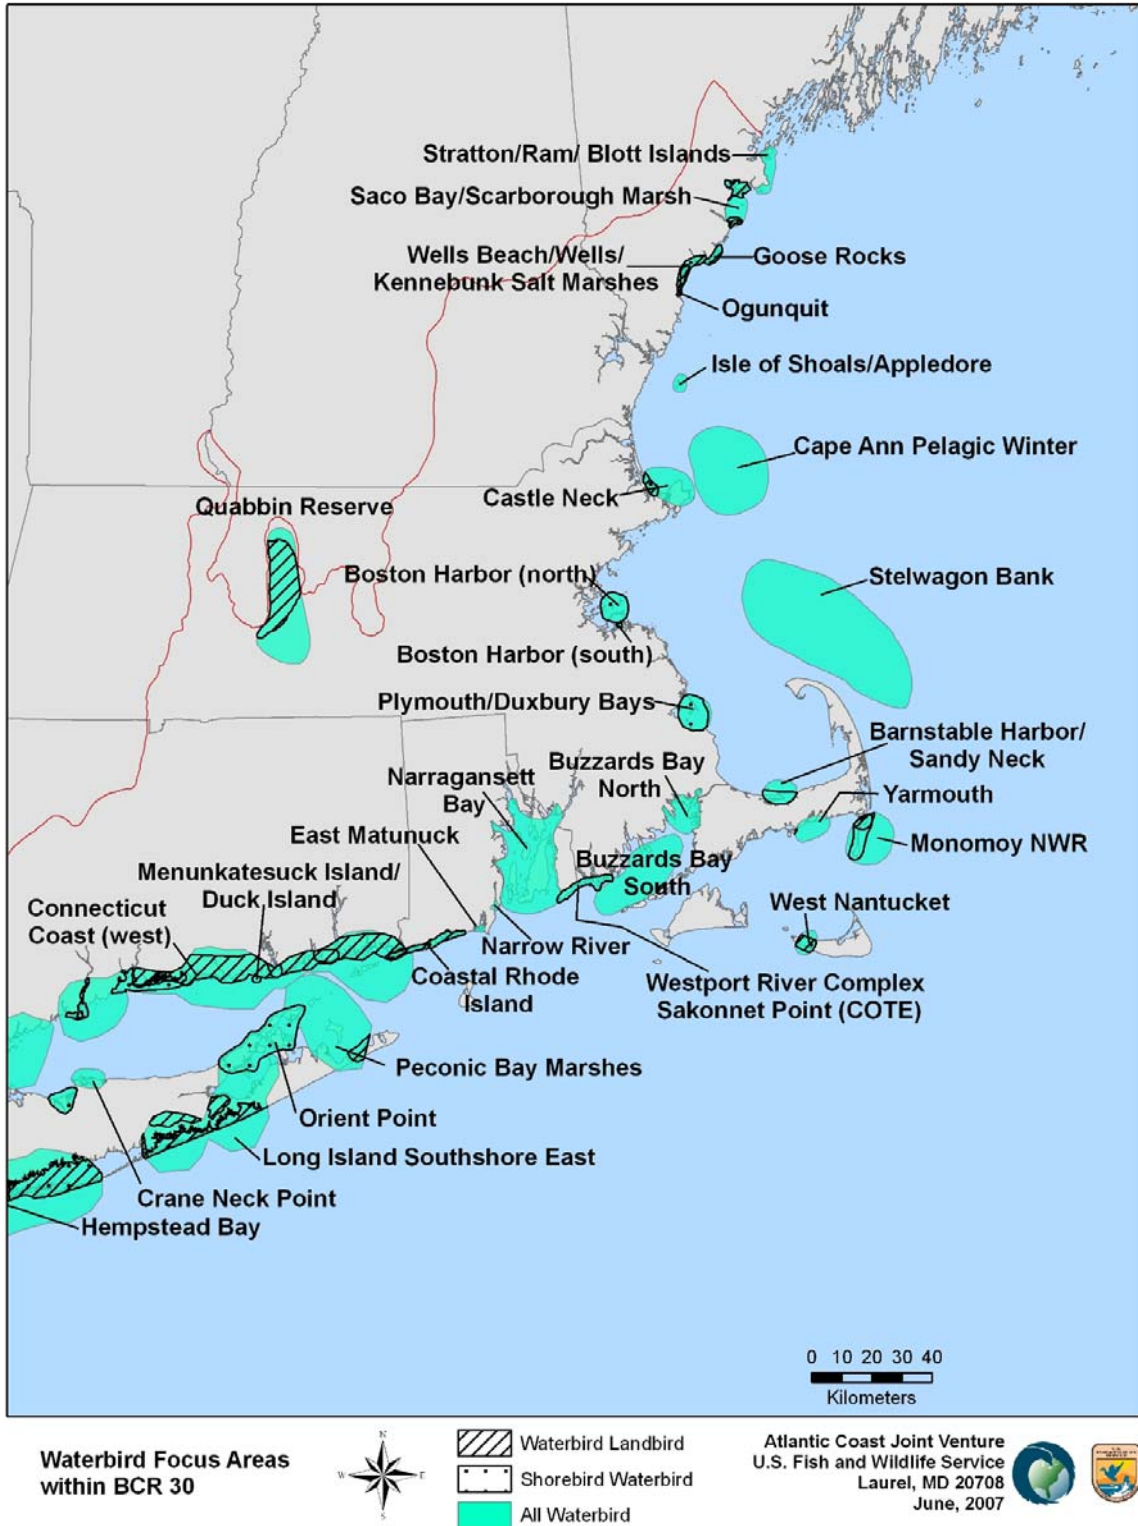 Stratton/Ram/ Blott Islands
Saco Bay/Scarborough Marsh
Wells Beach/Wells/
Kennebunk Salt Marshes
Goose Rocks
Ogunquit
Isle of Shoals/Appledore
Cape Ann Pelagic Winter
Castle Neck
Quabbin Reserve
Boston Harbor (north)
Stelwagon Bank
Boston Harbor (south)
Plymouth/Duxbury Bays
Barnstable Harbor/
Sandy Neck
Buzzards Bay
North
Narragansett
Bay
Yarmouth
East Matunuck
Monomoy NWR
Menunkatesuck Island/
Duck Island
Buzzards Bay
South
Connecticut
Coast (west)
West Nantucket
Narrow River
Coastal Rhode
Island
Westport River Complex
Sakonnet Point (COTE)
Peconic Bay Marshes
Orient Point
Long Island Southshore East
Crane Neck Point
Hempstead Bay
0 10 20 30 40
Kilometers
Waterbird Focus Areas
within BCR 30
N
W E
S
Waterbird Landbird
Shorebird Waterbird
All Waterbird
Atlantic Coast Joint Venture
U.S. Fish and Wildlife Service
Laurel, MD 20708
June, 2007